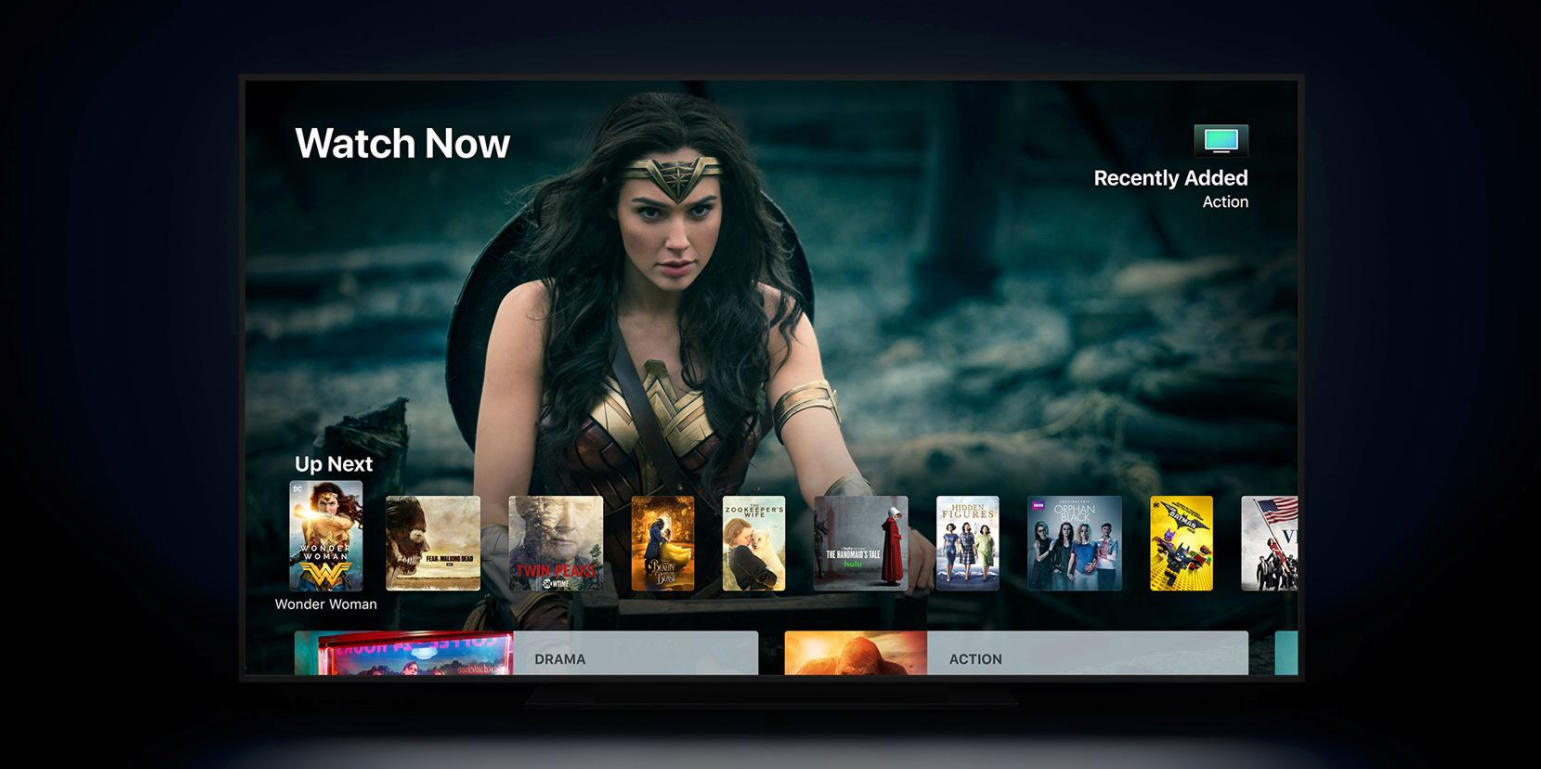 Watch Now
Recently Added
Action
Up Next
DC
WONDER
WOMAN
FEAR THE WALKING DEAD
TWIN PEAKS
SHOWTIME
BEAUTY
AND THE
BEAST
THE
ZOOKEEPER'S
WIFE
THE HANDMAID'S TALE
hulu
HIDDEN
FIGURES
BBC
ORPHAN
BLACK
BATMAN
Wonder Woman
DRAMA
ACTION